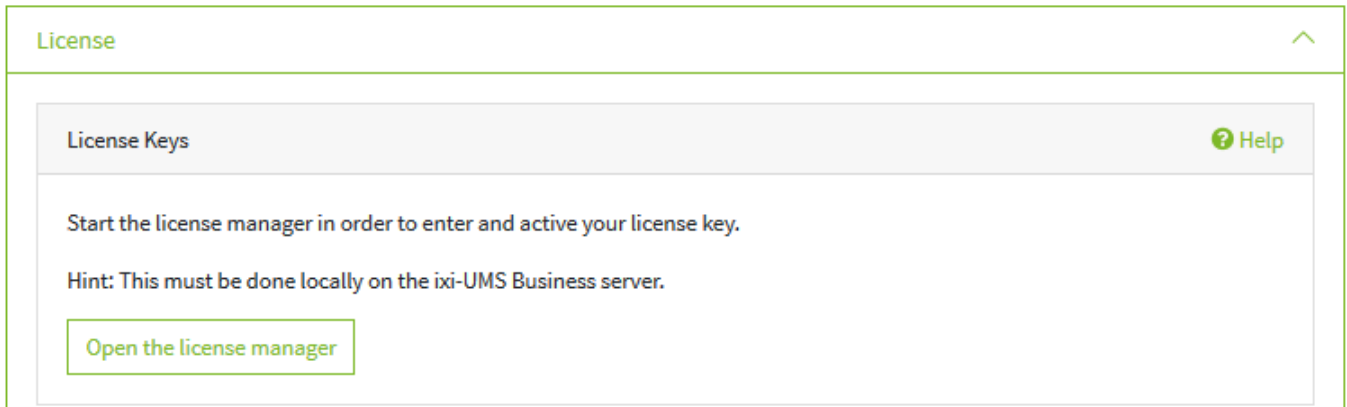 License
License Keys
Help
Start the license manager in order to enter and active your license key.
Hint: This must be done locally on the ixi-UMS Business server.
Open the license manager